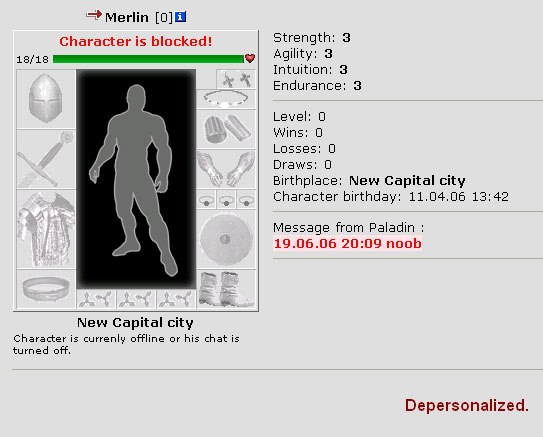 Merlin [0]
Character is blocked!
18/18
New Capital city
Character is currenly offline or his chat is
turned off.
Strength: 3
Agility: 3
Intuition: 3
Endurance: 3
Level: 0
Wins: 0
Losses: 0
Draws: 0
Birthplace: New Capital city
Character birthday: 11.04.06 13:42
Message from Paladin :
19.06.06 20:09 noob
Depersonalized.